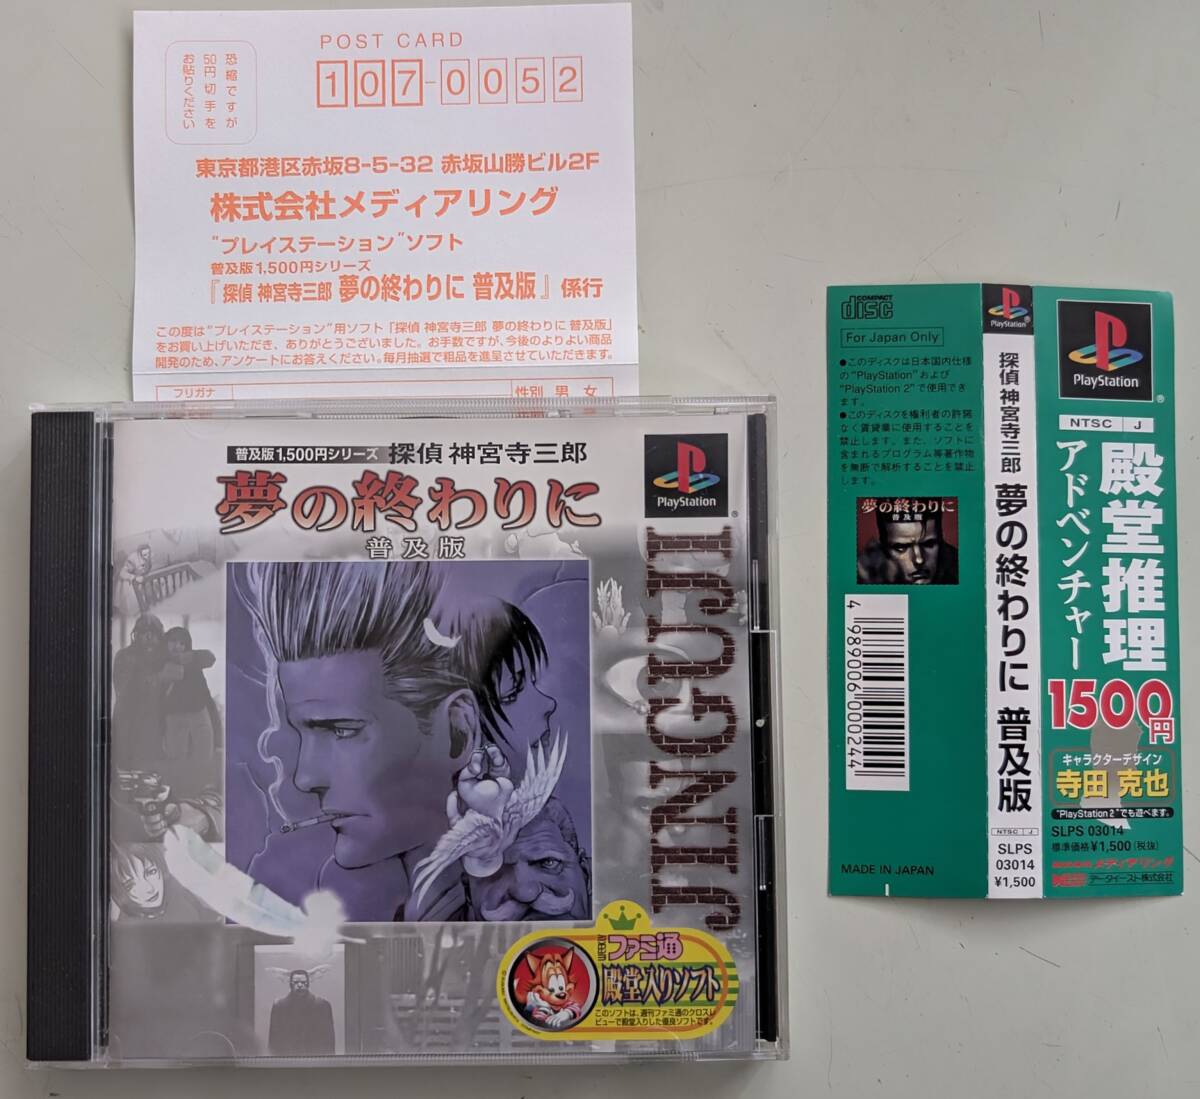 POST CARD
107-0052
恐縮ですが
50円切手を
お貼りください
東京都港区赤坂8-5-32 赤坂山勝ビル2F
株式会社メディアリング
“プレイステーション”ソフト
普及版1,500円シリーズ
『探偵 神宮寺三郎 夢の終わりに 普及版』係行
この度は“プレイステーション”用ソフト「探偵 神宮寺三郎 夢の終わりに 普及版」
をお買い上げいただき、ありがとうございました。お手数ですが、今後のよりよい商品
開発のため、アンケートにお答えください。毎月抽選で粗品を進呈させていただきます。
フリガナ
性別 男 女
普及版1,500円シリーズ 探偵 神宮寺三郎
夢の終わりに
普及版
PlayStation
JINGUJI
ファミ通
殿堂入りソフト
このソフトは、週刊ファミ通のクロスレ
ビューで殿堂入りした優良ソフトです。
COMPACT
disc
For Japan Only
●このディスクは日本国内仕様
の“PlayStation”および
“PlayStation 2”で使用でき
ます。
●このディスクを権利者の許諾
なく賃貸業に使用することを
禁止します。また、ソフトに
含まれるプログラム等著作物
を無断で解析することを禁止
します。
夢の終わりに
普及版
498906000244
MADE IN JAPAN
PlayStation
探偵 神宮寺三郎 夢の終わりに 普及版
NTSC J
SLPS
03014
¥1,500
PlayStation
NTSC J
殿堂推理
アドベンチャー
1500円
キャラクターデザイン
寺田 克也
“PlayStation 2”でも遊べます。
SLPS 03014
標準価格¥1,500(税抜)
メディアリング
データイースト株式会社